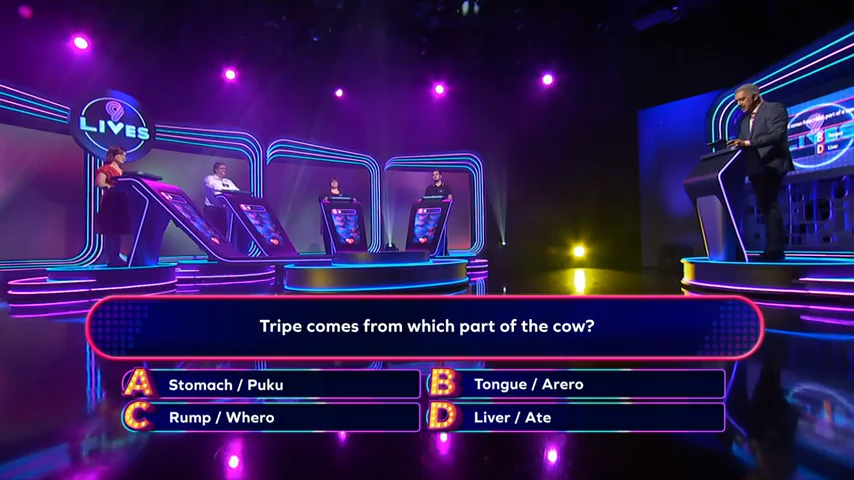 9
LIVES
Tripe comes from which part of the cow?
A Stomach / Puku
B Tongue / Arero
C Rump / Whero
D Liver / Ate